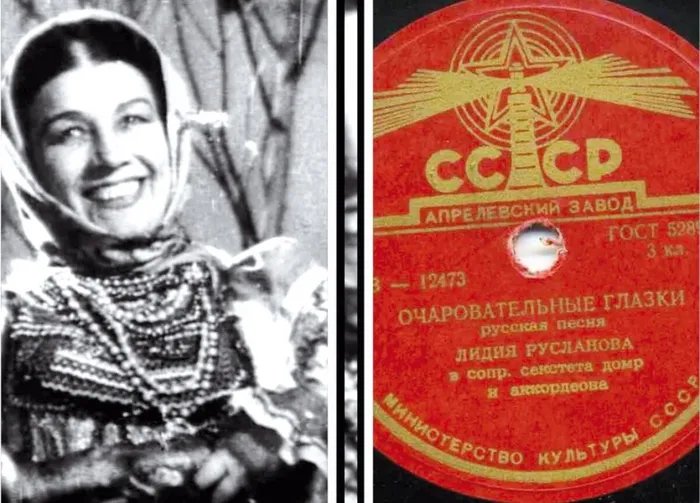 СССР
АПРЕЛЕВСКИЙ ЗАВОД
ГОСТ 5289
3 кл.
В — 12473
ОЧАРОВАТЕЛЬНЫЕ ГЛАЗКИ
русская песня
ЛИДИЯ РУСЛАНОВА
в сопр. секстета домр
и аккордеона
МИНИСТЕРСТВО КУЛЬТУРЫ СССР